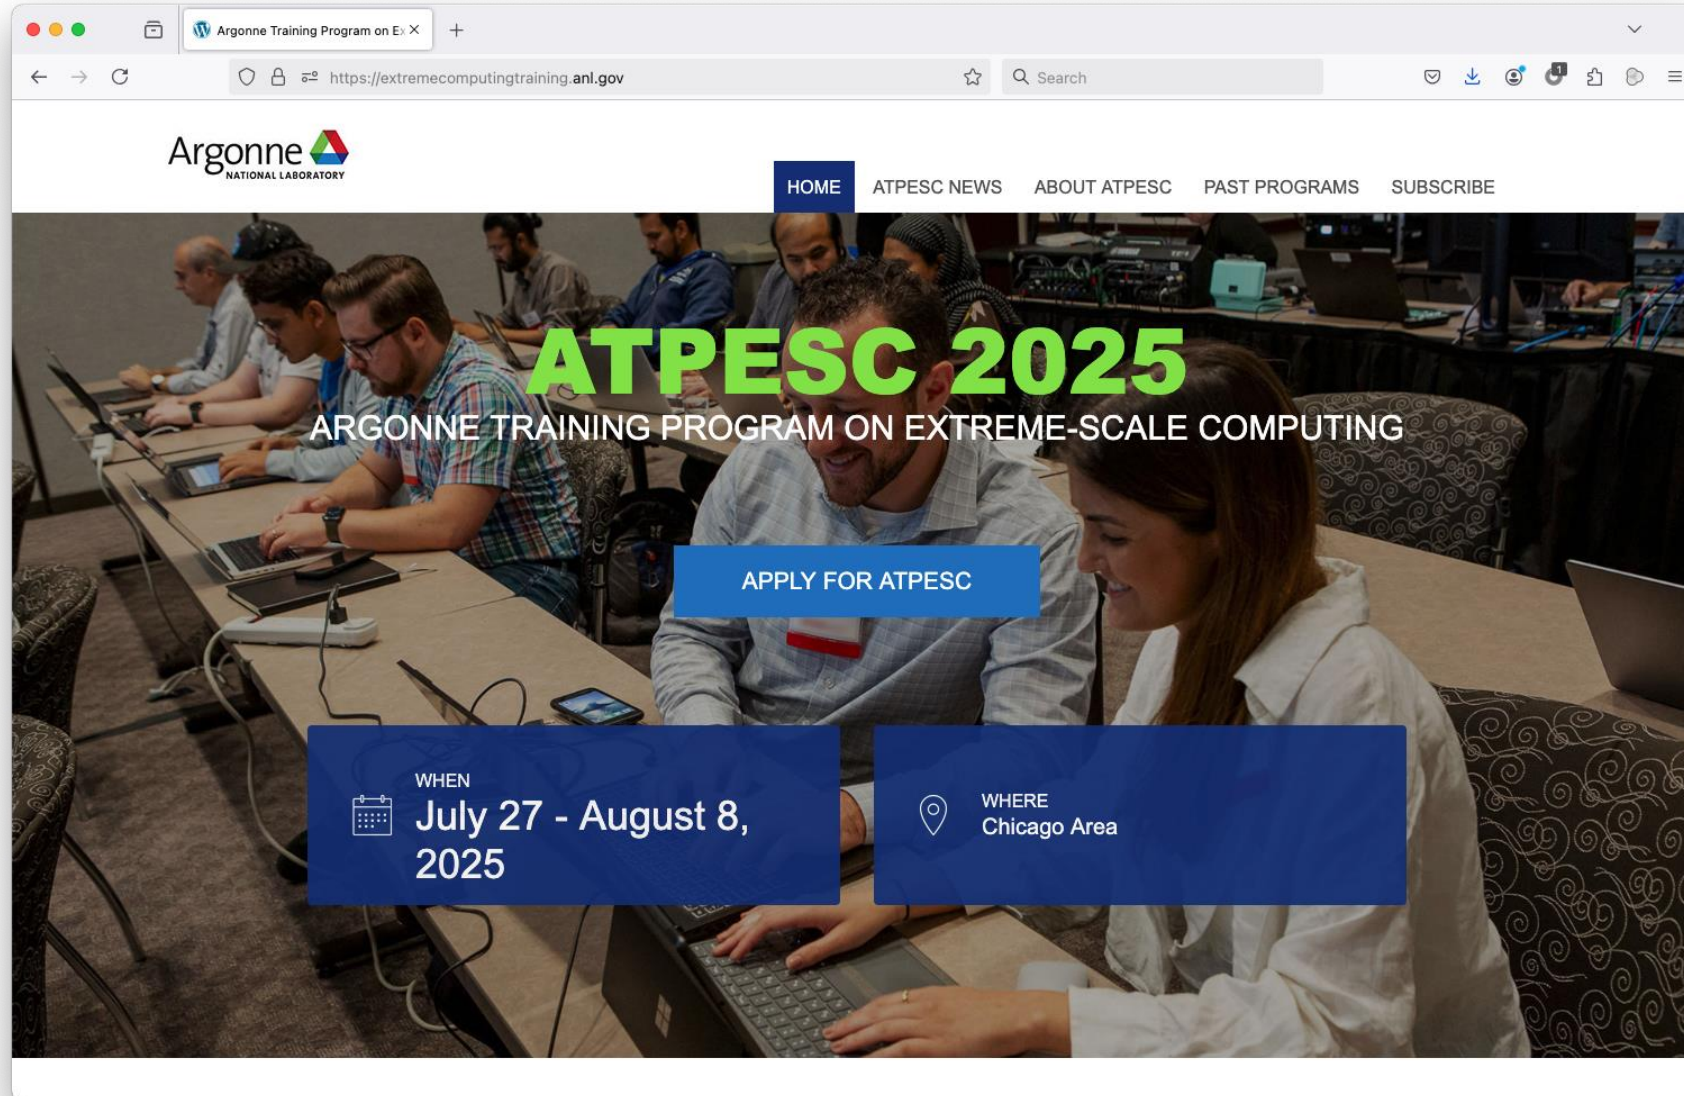 Argonne Training Program on Ex
https://extremecomputingtraining.anl.gov
Search
1
Argonne
NATIONAL LABORATORY
HOME
ATPESC NEWS
ABOUT ATPESC
PAST PROGRAMS
SUBSCRIBE
ATPESC 2025
ARGONNE TRAINING PROGRAM ON EXTREME-SCALE COMPUTING
APPLY FOR ATPESC
WHEN
July 27 - August 8,
2025
WHERE
Chicago Area